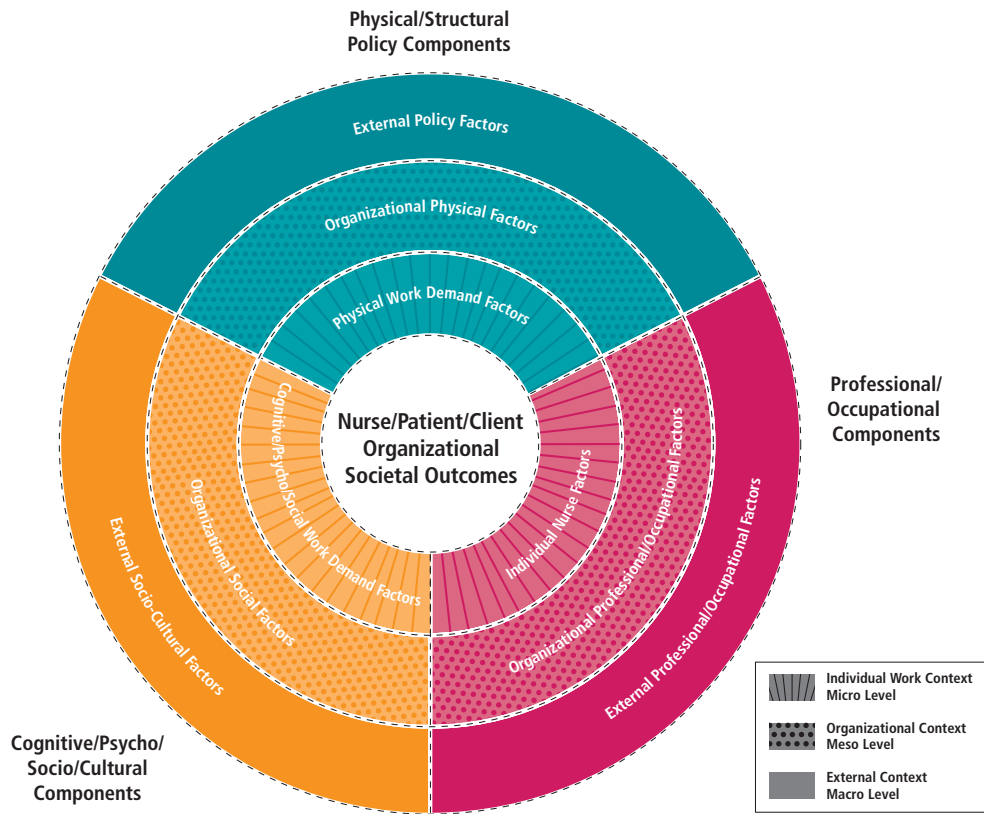 Physical/Structural
Policy Components
External Policy Factors
Organizational Physical Factors
Physical Work Demand Factors
Nurse/Patient/Client
Organizational
Societal Outcomes
Cognitive/Psycho/Social Work Demand Factors
Organizational Social Factors
External Socio-Cultural Factors
Individual Nurse Factors
Organizational Professional/Occupational Factors
External Professional/Occupational Factors
Professional/
Occupational
Components
Cognitive/Psycho/
Socio/Cultural
Components
Individual Work Context
Micro Level
Organizational Context
Meso Level
External Context
Macro Level